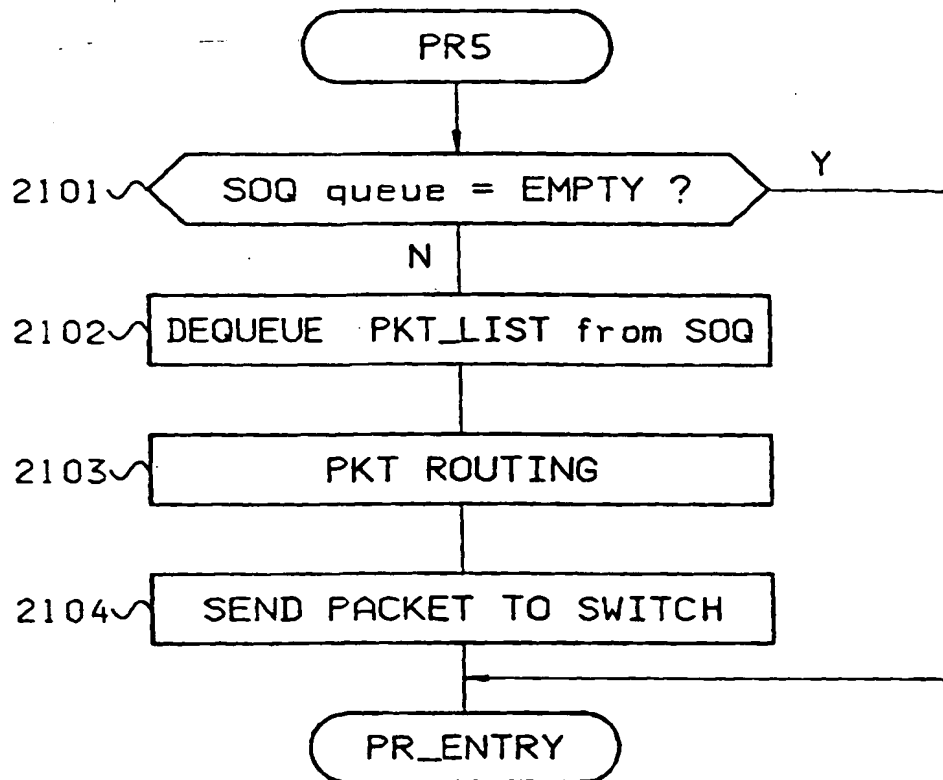 PR5
2101
SOQ queue = EMPTY ?
Y
N
2102
DEQUEUE PKT_LIST from SOQ
2103
PKT ROUTING
2104
SEND PACKET TO SWITCH
PR_ENTRY